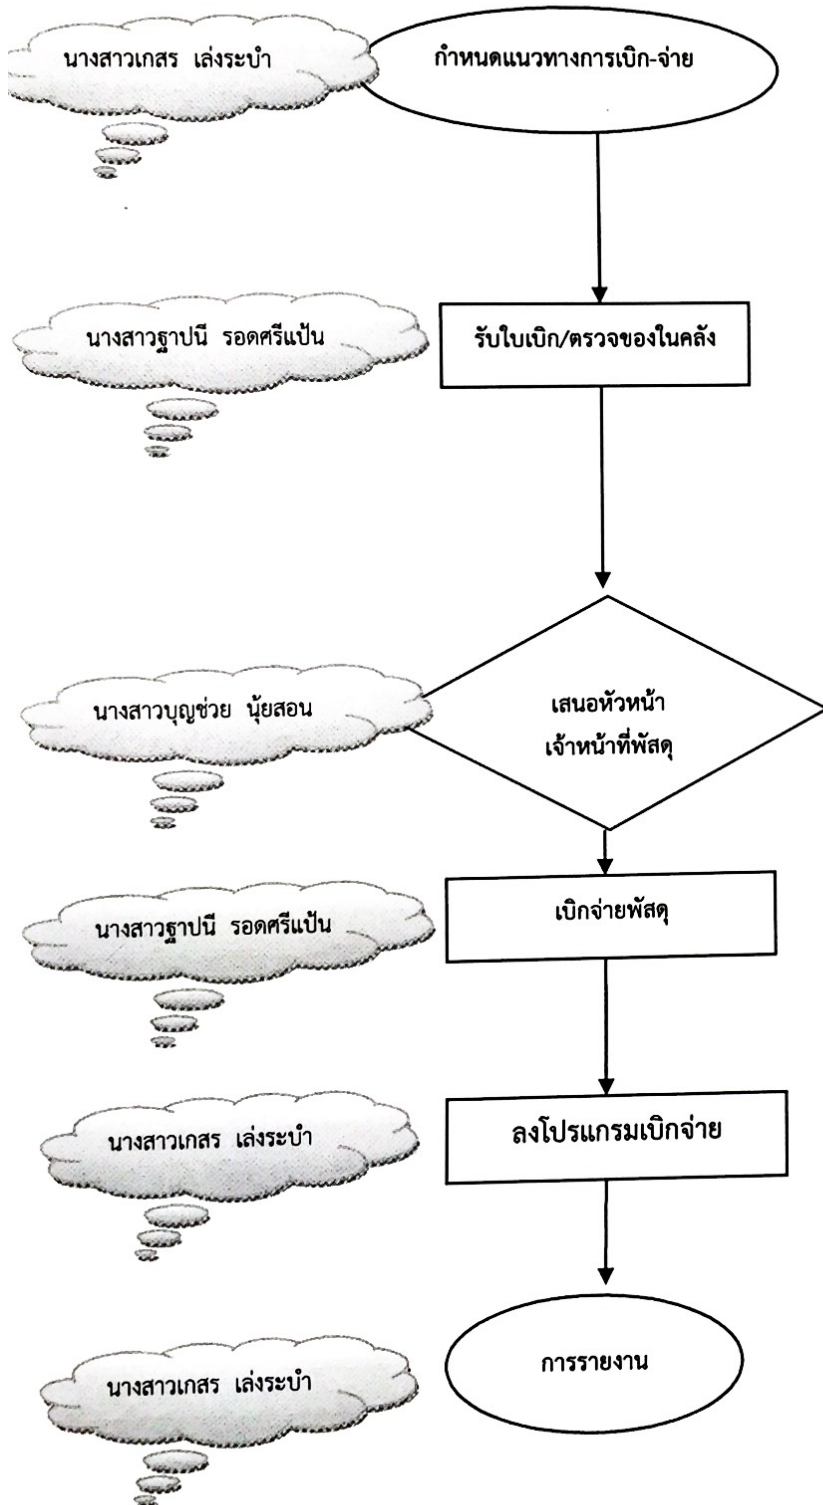 นางสาวเกสร เล่งระบำ
กำหนดแนวทางการเบิก-จ่าย
นางสาวฐาปนี รอดศรีแป้น
รับใบเบิก/ตรวจของในคลัง
นางสาวบุญช่วย นุ้ยสอน
เสนอหัวหน้า
เจ้าหน้าที่พัสดุ
นางสาวฐาปนี รอดศรีแป้น
เบิกจ่ายพัสดุ
นางสาวเกสร เล่งระบำ
ลงโปรแกรมเบิกจ่าย
นางสาวเกสร เล่งระบำ
การรายงาน